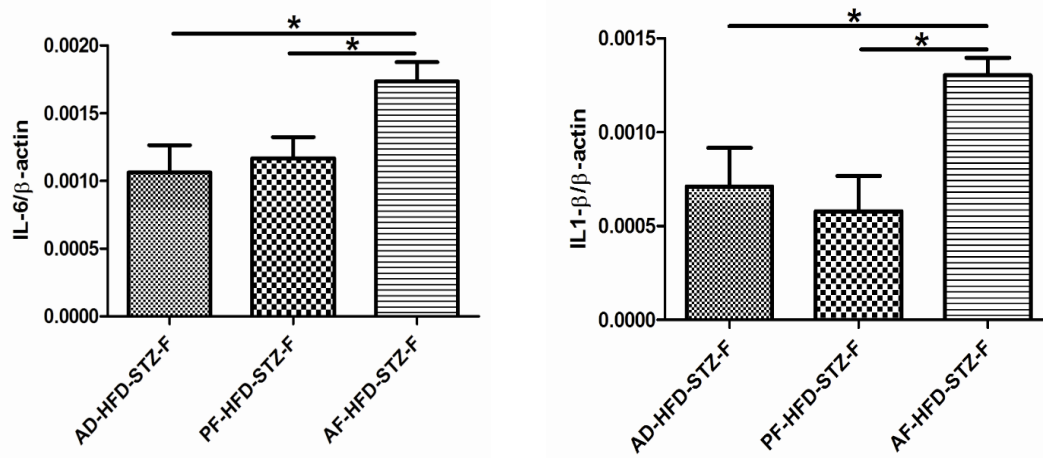 *
*
0.0020
0.0015
0.0010
0.0005
0.0000
IL-6/β-actin
AD-HFD-STZ-F
PF-HFD-STZ-F
AF-HFD-STZ-F
*
*
0.0015
0.0010
0.0005
0.0000
IL1-β/β-actin
AD-HFD-STZ-F
PF-HFD-STZ-F
AF-HFD-STZ-F